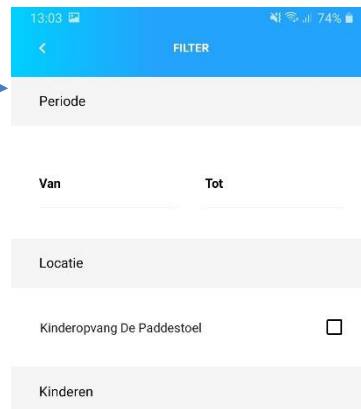 13:03 74%
FILTER
Periode
Van Tot
Locatie
Kinderopvang De Paddestoel
Kinderen